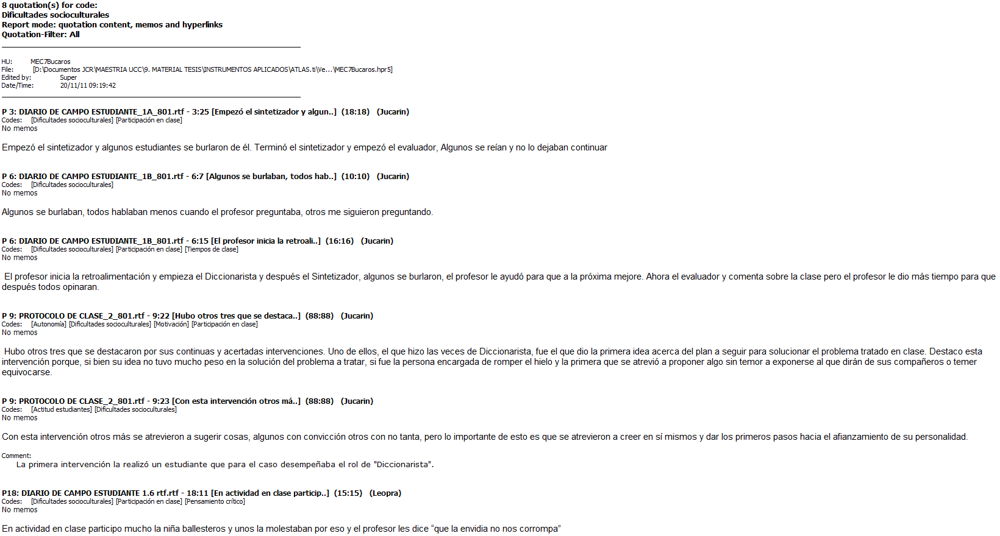 8 quotation(s) for code:
Dificultades socioculturales
Report mode: quotation content, memos and hyperlinks
Quotation-Filter: All
HU: MEC7Bucaros
File: [D:\Documentos JCR\MAESTRIA UCC\9. MATERIAL TESIS\INSTRUMENTOS APLICADOS\ATLAS.ti\Ve...\MEC7Bucaros.hpr5]
Edited by: Super
Date/Time: 20/11/11 09:19:42
P 3: DIARIO DE CAMPO ESTUDIANTE_1A_801.rtf - 3:25 [Empezó el sintetizador y algun..] (18:18) (Jucarin)
Codes: [Dificultades socioculturales] [Participación en clase]
No memos
Empezó el sintetizador y algunos estudiantes se burlaron de él. Terminó el sintetizador y empezó el evaluador, Algunos se reían y no lo dejaban continuar
P 6: DIARIO DE CAMPO ESTUDIANTE_1B_801.rtf - 6:7 [Algunos se burlaban, todos hab..] (10:10) (Jucarin)
Codes: [Dificultades socioculturales]
No memos
Algunos se burlaban, todos hablaban menos cuando el profesor preguntaba, otros me siguieron preguntando.
P 6: DIARIO DE CAMPO ESTUDIANTE_1B_801.rtf - 6:15 [El profesor inicia la retroali..] (16:16) (Jucarin)
Codes: [Dificultades socioculturales] [Participación en clase] [Tiempos de clase]
No memos
El profesor inicia la retroalimentación y empieza el Diccionarista y después el Sintetizador, algunos se burlaron, el profesor le ayudó para que a la próxima mejore. Ahora el evaluador y comenta sobre la clase pero el profesor le dio más tiempo para que
después todos opinaran.
P 9: PROTOCOLO DE CLASE_2_801.rtf - 9:22 [Hubo otros tres que se destaca..] (88:88) (Jucarin)
Codes: [Autonomía] [Dificultades socioculturales] [Motivación] [Participación en clase]
No memos
Hubo otros tres que se destacaron por sus continuas y acertadas intervenciones. Uno de ellos, el que hizo las veces de Diccionarista, fue el que dio la primera idea acerca del plan a seguir para solucionar el problema tratado en clase. Destaco esta
intervención porque, si bien su idea no tuvo mucho peso en la solución del problema a tratar, si fue la persona encargada de romper el hielo y la primera que se atrevió a proponer algo sin temor a exponerse al que dirán de sus compañeros o temer
equivocarse.
P 9: PROTOCOLO DE CLASE_2_801.rtf - 9:23 [Con esta intervención otros má..] (88:88) (Jucarin)
Codes: [Actitud estudiantes] [Dificultades socioculturales]
No memos
Con esta intervención otros más se atrevieron a sugerir cosas, algunos con convicción otros con no tanta, pero lo importante de esto es que se atrevieron a creer en sí mismos y dar los primeros pasos hacia el afianzamiento de su personalidad.
Comment:
La primera intervención la realizó un estudiante que para el caso desempeñaba el rol de "Diccionarista".
P18: DIARIO DE CAMPO ESTUDIANTE 1.6 rtf.rtf - 18:11 [En actividad en clase particip..] (15:15) (Leopra)
Codes: [Dificultades socioculturales] [Participación en clase] [Pensamiento crítico]
No memos
En actividad en clase participo mucho la niña ballesteros y unos la molestaban por eso y el profesor les dice “que la envidia no nos corrompa”